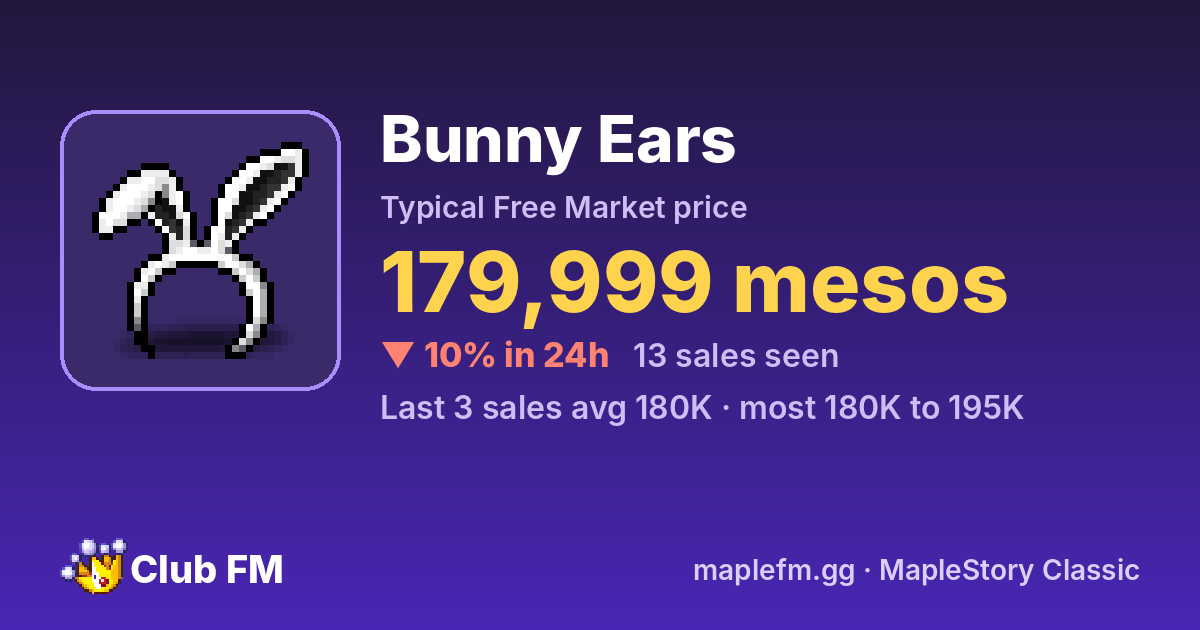 Bunny Ears
Typical Free Market price
179,999 mesos
▼ 10% in 24h 13 sales seen
Last 3 sales avg 180K · most 180K to 195K
Club FM
maplefm.gg · MapleStory Classic